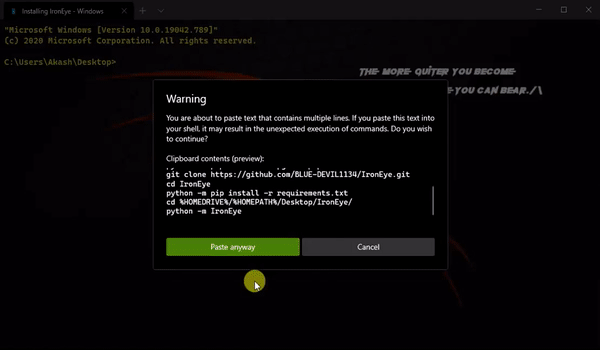 Installing IronEye - Windows
"Microsoft Windows [Version 10.0.19042.789]"
(c) 2020 Microsoft Corporation. All rights reserved.
C:\Users\Akash\Desktop>
THE MORE QUITER YOU BECOME
YOU CAN BEAR./\
Warning
You are about to paste text that contains multiple lines. If you paste this text into
your shell, it may result in the unexpected execution of commands. Do you wish
to continue?
Clipboard contents (preview):
git clone https://github.com/BLUE-DEVIL1134/IronEye.git
cd IronEye
python -m pip install -r requirements.txt
cd %HOMEDRIVE%/%HOMEPATH%/Desktop/IronEye/
python -m IronEye
Paste anyway
Cancel